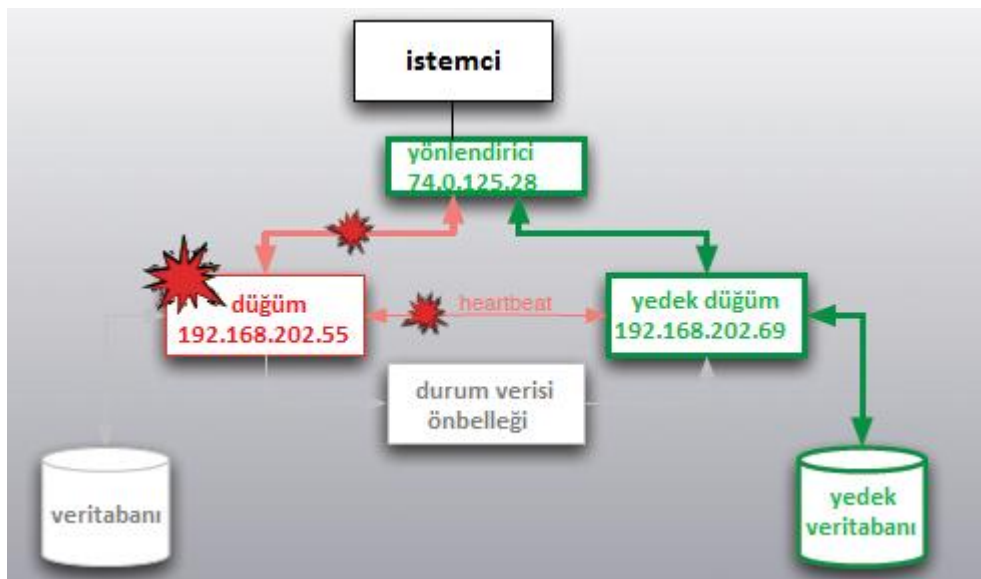 istemci
yönlendirici
74.0.125.28
düğüm
192.168.202.55
heartbeat
yedek düğüm
192.168.202.69
durum verisi
önbelleği
veritabanı
yedek
veritabanı